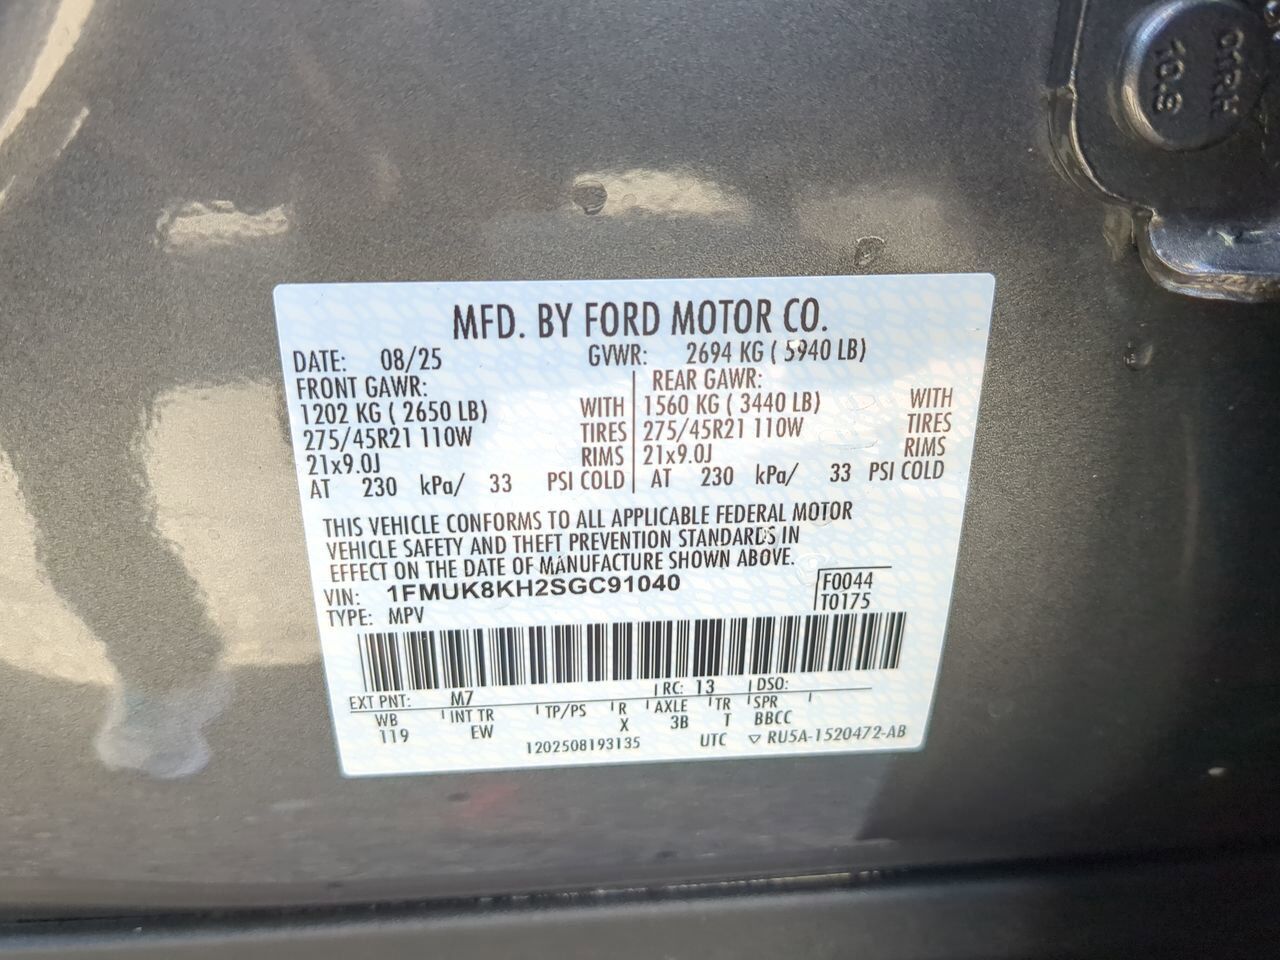 01RH
10.9
MFD. BY FORD MOTOR CO.
DATE: 08/25 GVWR: 2694 KG ( 5940 LB)
FRONT GAWR: REAR GAWR:
1202 KG ( 2650 LB) WITH 1560 KG ( 3440 LB) WITH
275/45R21 110W TIRES 275/45R21 110W TIRES
21x9.0J RIMS 21x9.0J RIMS
AT 230 kPa/ 33 PSI COLD AT 230 kPa/ 33 PSI COLD
THIS VEHICLE CONFORMS TO ALL APPLICABLE FEDERAL MOTOR
VEHICLE SAFETY AND THEFT PREVENTION STANDARDS IN
EFFECT ON THE DATE OF MANUFACTURE SHOWN ABOVE.
VIN: 1FMUK8KH2SGC91040 F0044
TYPE: MPV T0175
EXT PNT: M7 RC: 13 DSO:
WB INT TR TP/PS R AXLE TR SPR
119 EW X 3B T BBCC
1202508193135 UTC ▽ RU5A-1520472-AB